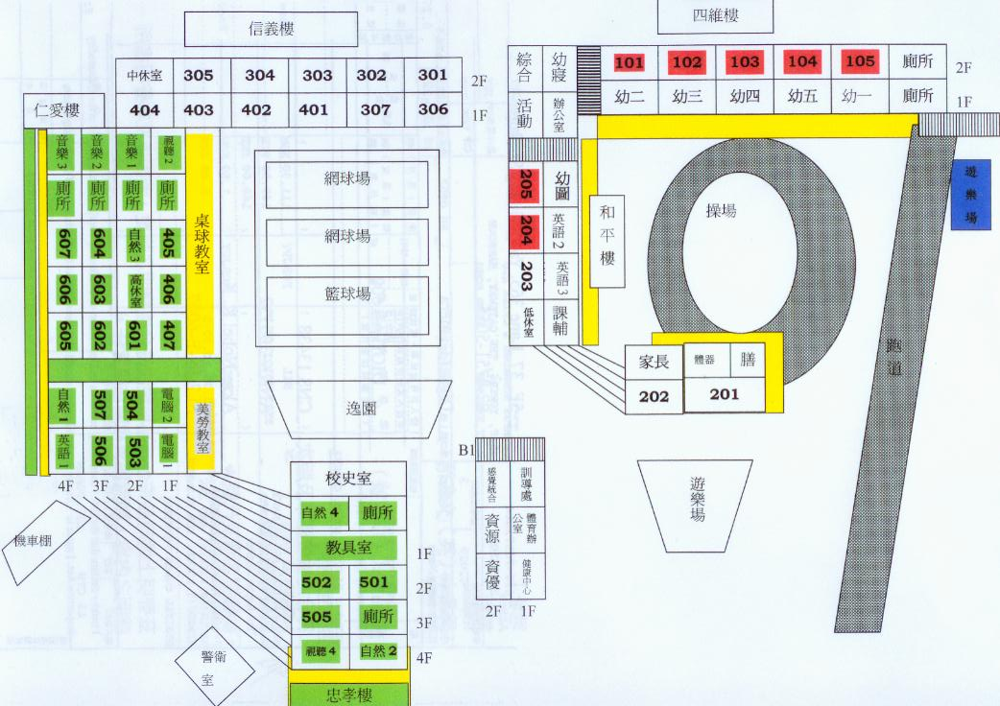 信義樓
四維樓
中休室 305 304 303 302 301 2F
404 403 402 401 307 306 1F
仁愛樓
綜合活動
幼寢
辦公室
101 102 103 104 105 廁所 2F
幼二 幼三 幼四 幼五 幼一 廁所 1F
音樂3 音樂2 音樂1 視聽2
廁所 廁所 廁所 廁所
607 604 自然3 405
606 603 高休室 406
605 602 601 407
桌球教室
自然1 507 504 電腦2
英語1 506 503 電腦1
美勞教室
4F 3F 2F 1F
網球場
網球場
籃球場
逸園
205 幼圖
204 英語2
203 英語3
低休室 課輔
和平樓
操場
遊樂場
跑道
家長 體器 膳
202 201
遊樂場
B1
感覺統合 訓導處
資源 體育辦公室
資優 健康中心
2F 1F
校史室
自然4 廁所
教具室 1F
502 501 2F
505 廁所 3F
視聽4 自然2 4F
忠孝樓
機車棚
警衛室